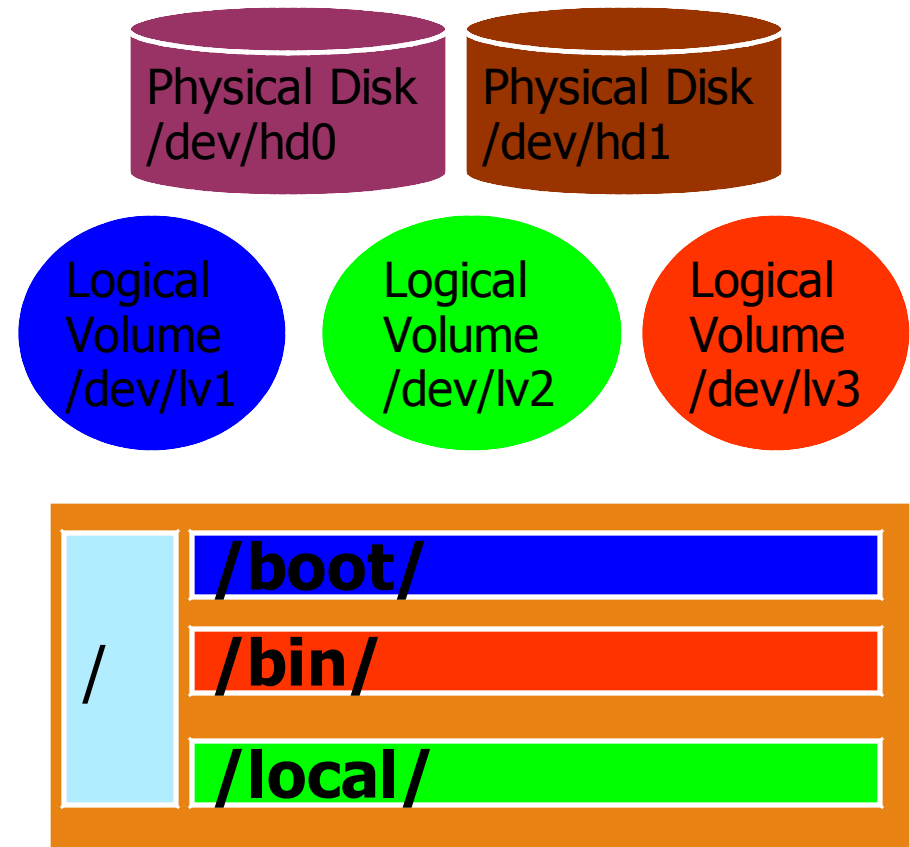 Physical Disk
/dev/hd0
Physical Disk
/dev/hd1
Logical
Volume
/dev/lv1
Logical
Volume
/dev/lv2
Logical
Volume
/dev/lv3
/
/boot/
/bin/
/local/